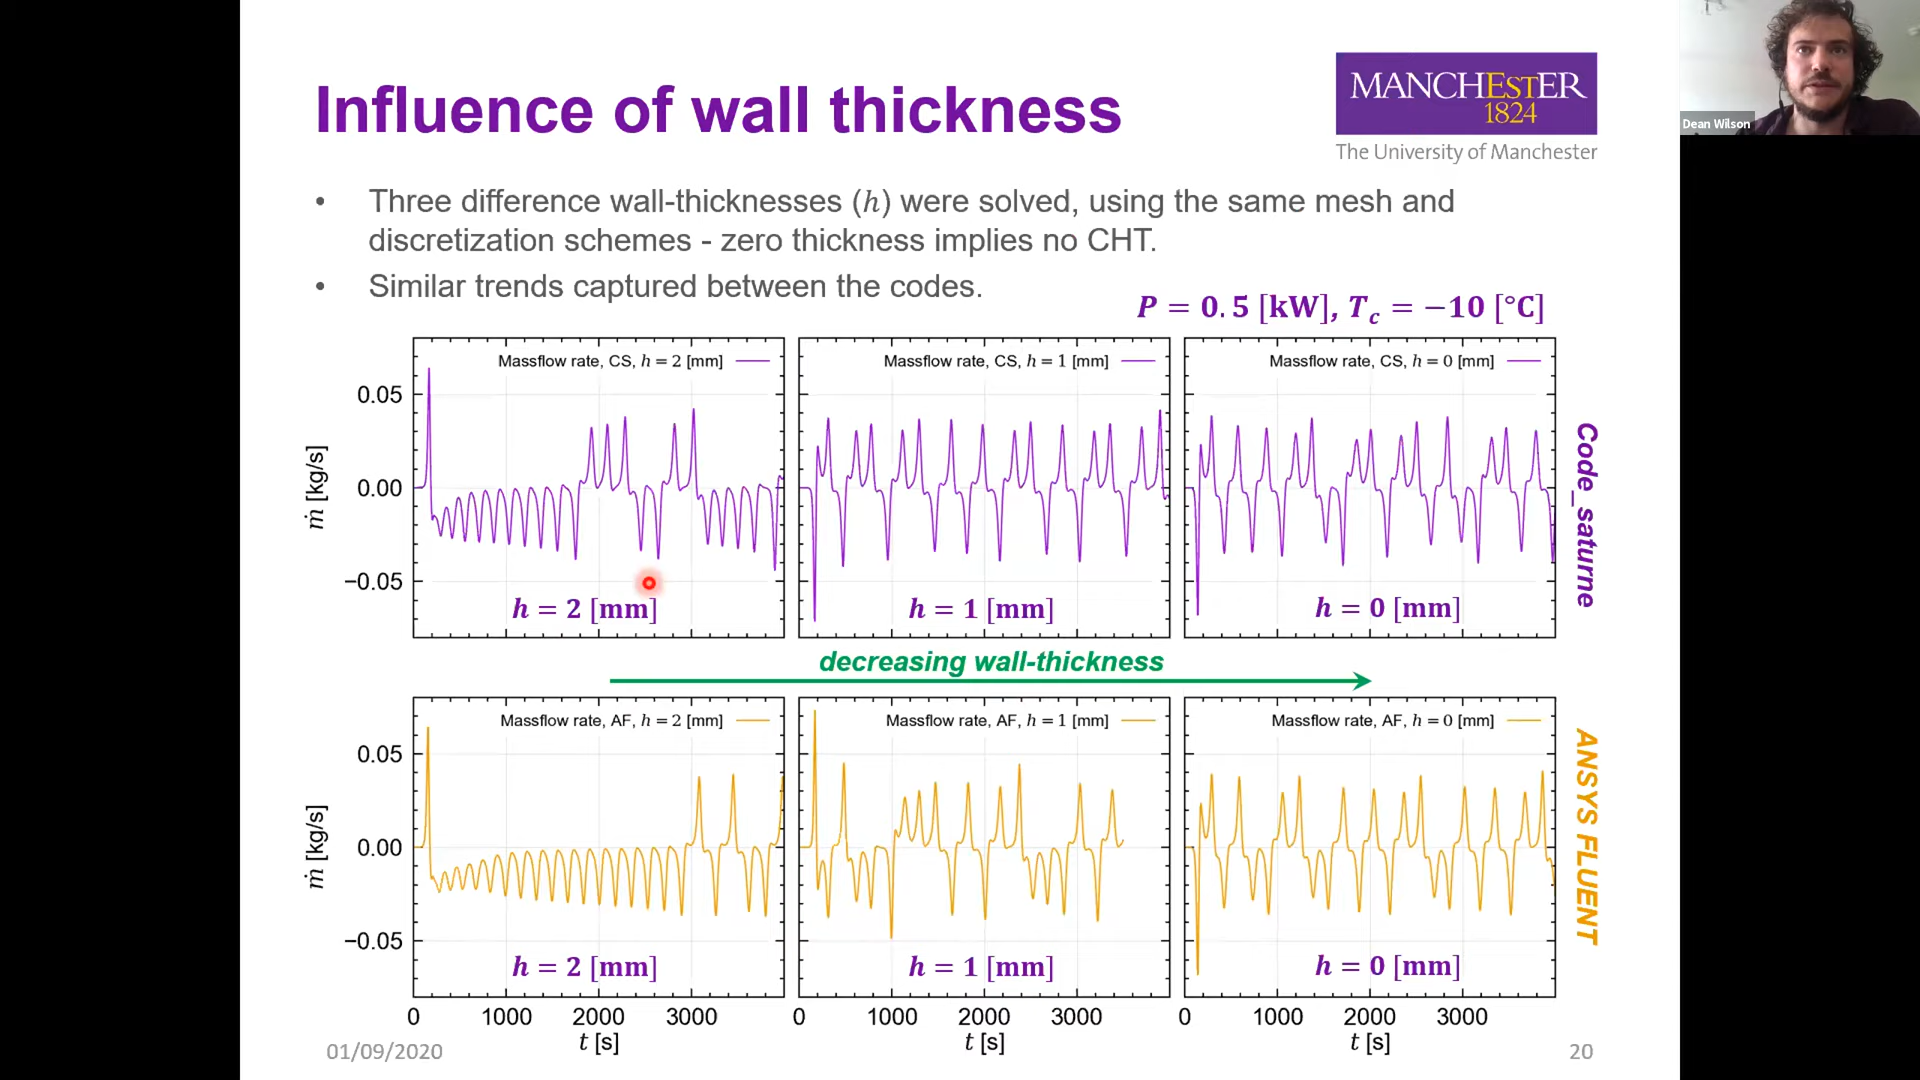 Influence of wall thickness
MANCHESTER
1824
The University of Manchester
Dean Wilson
• Three difference wall-thicknesses (h) were solved, using the same mesh and
discretization schemes - zero thickness implies no CHT.
• Similar trends captured between the codes.
P = 0.5 [kW], T_c = −10 [°C]
Massflow rate, CS, h = 2 [mm]
Massflow rate, CS, h = 1 [mm]
Massflow rate, CS, h = 0 [mm]
0.05
0.00
−0.05
ṁ [kg/s]
h = 2 [mm]
h = 1 [mm]
h = 0 [mm]
Code_saturne
decreasing wall-thickness
Massflow rate, AF, h = 2 [mm]
Massflow rate, AF, h = 1 [mm]
Massflow rate, AF, h = 0 [mm]
0.05
0.00
−0.05
ṁ [kg/s]
h = 2 [mm]
h = 1 [mm]
h = 0 [mm]
ANSYS FLUENT
0 1000 2000 3000
0 1000 2000 3000
0 1000 2000 3000
t [s]
t [s]
t [s]
01/09/2020
20